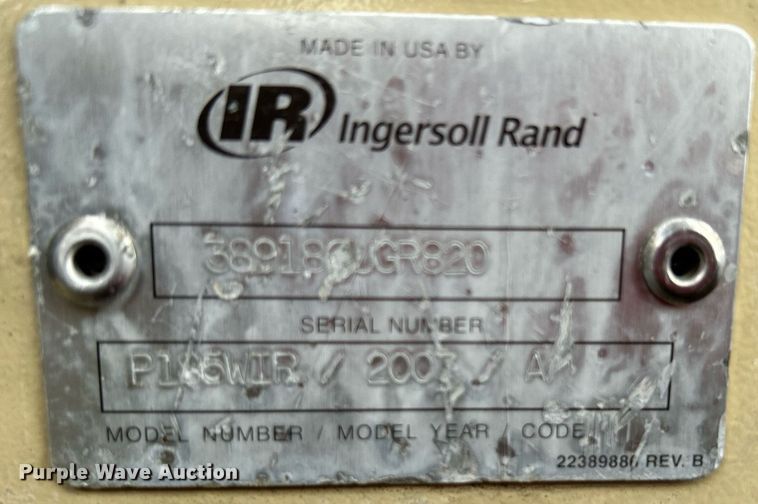 MADE IN USA BY
IR Ingersoll Rand
SERIAL NUMBER
P185WIR / / A
MODEL NUMBER / MODEL YEAR / CODE
22389886 REV. B
Purple Wave Auction